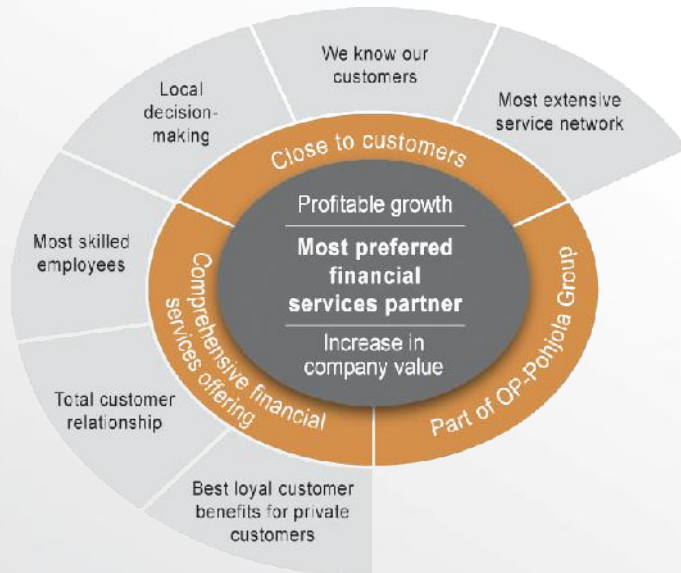 We know our
customers
Local
decision-
making
Most extensive
service network
Close to customers
Profitable growth
Most preferred
financial
services partner
Increase in
company value
Most skilled
employees
Comprehensive financial
services offering
Part of OP-Pohjola Group
Total customer
relationship
Best loyal customer
benefits for private
customers